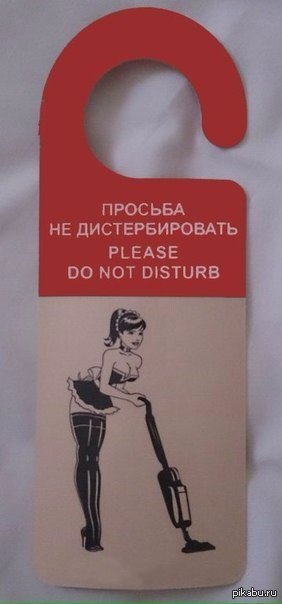 ПРОСЬБА
НЕ ДИСТЕРБИРОВАТЬ
PLEASE
DO NOT DISTURB
pikabu.ru